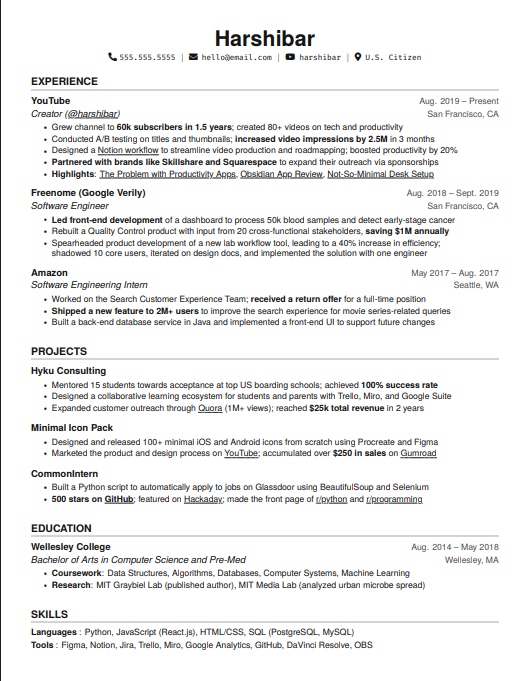 Harshibar
555.555.5555 | hello@email.com | harshibar | U.S. Citizen
EXPERIENCE
YouTube Aug. 2019 – Present
Creator (@harshibar) San Francisco, CA
• Grew channel to 60k subscribers in 1.5 years; created 80+ videos on tech and productivity
• Conducted A/B testing on titles and thumbnails; increased video impressions by 2.5M in 3 months
• Designed a Notion workflow to streamline video production and roadmapping; boosted productivity by 20%
• Partnered with brands like Skillshare and Squarespace to expand their outreach via sponsorships
• Highlights: The Problem with Productivity Apps, Obsidian App Review, Not-So-Minimal Desk Setup
Freenome (Google Verily) Aug. 2018 – Sept. 2019
Software Engineer San Francisco, CA
• Led front-end development of a dashboard to process 50k blood samples and detect early-stage cancer
• Rebuilt a Quality Control product with input from 20 cross-functional stakeholders, saving $1M annually
• Spearheaded product development of a new lab workflow tool, leading to a 40% increase in efficiency;
shadowed 10 core users, iterated on design docs, and implemented the solution with one engineer
Amazon May 2017 – Aug. 2017
Software Engineering Intern Seattle, WA
• Worked on the Search Customer Experience Team; received a return offer for a full-time position
• Shipped a new feature to 2M+ users to improve the search experience for movie series-related queries
• Built a back-end database service in Java and implemented a front-end UI to support future changes
PROJECTS
Hyku Consulting
• Mentored 15 students towards acceptance at top US boarding schools; achieved 100% success rate
• Designed a collaborative learning ecosystem for students and parents with Trello, Miro, and Google Suite
• Expanded customer outreach through Quora (1M+ views); reached $25k total revenue in 2 years
Minimal Icon Pack
• Designed and released 100+ minimal iOS and Android icons from scratch using Procreate and Figma
• Marketed the product and design process on YouTube; accumulated over $250 in sales on Gumroad
CommonIntern
• Built a Python script to automatically apply to jobs on Glassdoor using BeautifulSoup and Selenium
• 500 stars on GitHub; featured on Hackaday; made the front page of r/python and r/programming
EDUCATION
Wellesley College Aug. 2014 – May 2018
Bachelor of Arts in Computer Science and Pre-Med Wellesley, MA
• Coursework: Data Structures, Algorithms, Databases, Computer Systems, Machine Learning
• Research: MIT Graybiel Lab (published author), MIT Media Lab (analyzed urban microbe spread)
SKILLS
Languages : Python, JavaScript (React.js), HTML/CSS, SQL (PostgreSQL, MySQL)
Tools : Figma, Notion, Jira, Trello, Miro, Google Analytics, GitHub, DaVinci Resolve, OBS